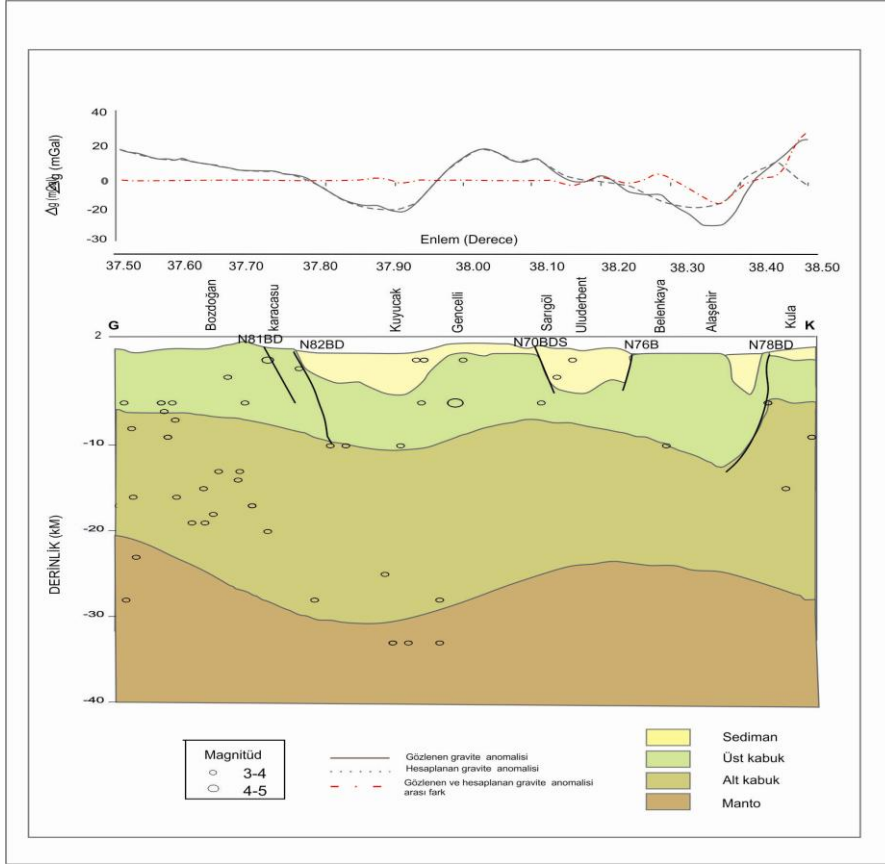 40
20
0
-20
-30
Δg (mGal)
Δg (mGal)
Enlem (Derece)
37.50 37.60 37.70 37.80 37.90 38.00 38.10 38.20 38.30 38.40 38.50
Bozdoğan
karacasu
Kuyucak
Gencelli
Sarıgöl
Uluderbent
Belenkaya
Alaşehir
Kula
G
K
2
-10
-20
-30
-40
DERİNLİK (kM)
N81BD
N82BD
N70BDS
N76B
N78BD
Magnitüd
3-4
4-5
Gözlenen gravite anomalisi
Hesaplanan gravite anomalisi
Gözlenen ve hesaplanan gravite anomalisi
arası fark
Sediman
Üst kabuk
Alt kabuk
Manto